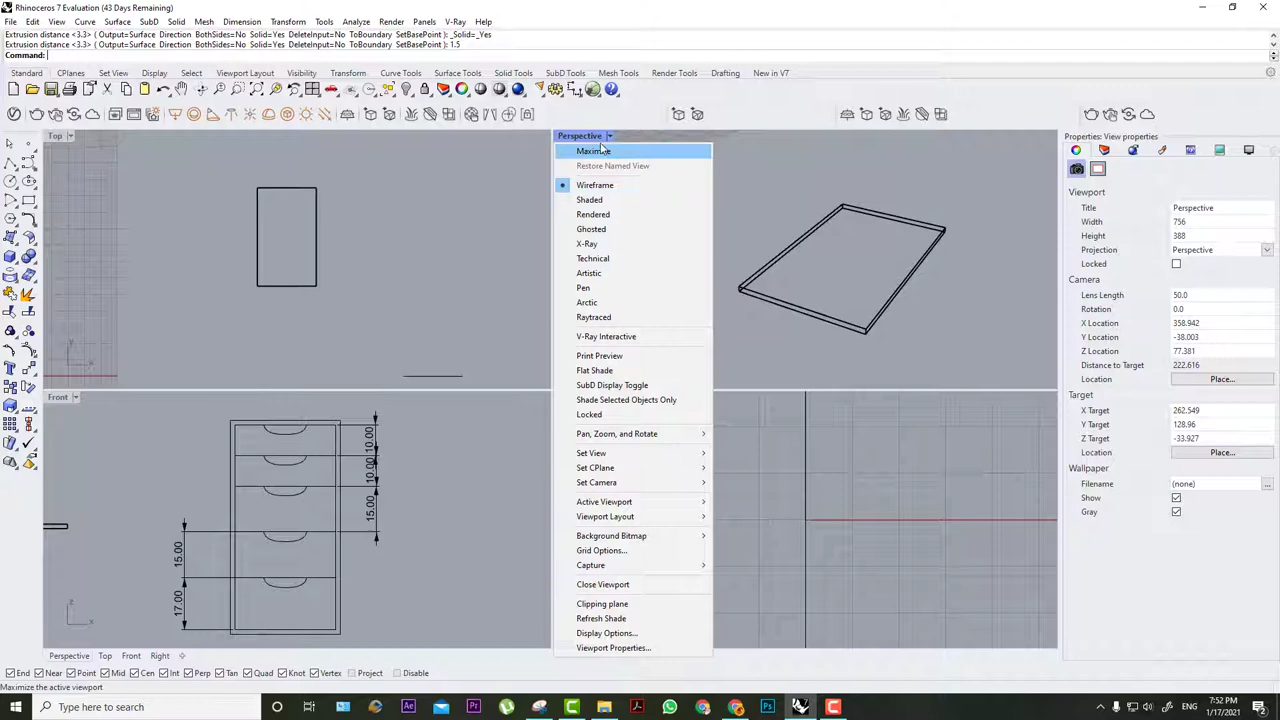 Rhinoceros 7 Evaluation (43 Days Remaining)
File Edit View Curve Surface SubD Solid Mesh Dimension Transform Tools Analyze Render Panels V-Ray Help
Extrusion distance <3.3> ( Output=Surface Direction BothSides=No Solid=Yes DeleteInput=No ToBoundary SetBasePoint ): _Solid=_Yes
Extrusion distance <3.3> ( Output=Surface Direction BothSides=No Solid=Yes DeleteInput=No ToBoundary SetBasePoint ): 1.5
Command:
Standard CPlanes Set View Display Select Viewport Layout Visibility Transform Curve Tools Surface Tools Solid Tools SubD Tools Mesh Tools Render Tools Drafting New in V7
Top
Perspective
Maximize
Restore Named View
Wireframe
Shaded
Rendered
Ghosted
X-Ray
Technical
Artistic
Pen
Arctic
Raytraced
V-Ray Interactive
Print Preview
Flat Shade
SubD Display Toggle
Shade Selected Objects Only
Locked
Pan, Zoom, and Rotate
Set View
Set CPlane
Set Camera
Active Viewport
Viewport Layout
Background Bitmap
Grid Options...
Capture
Close Viewport
Clipping plane
Refresh Shade
Display Options...
Viewport Properties...
Front
10.00
10.00
15.00
15.00
17.00
y
x
z
x
Properties: View properties
Viewport
Title Perspective
Width 756
Height 388
Projection Perspective
Locked
Camera
Lens Length 50.0
Rotation 0.0
X Location 358.942
Y Location -38.003
Z Location 77.381
Distance to Target 222.616
Location Place...
Target
X Target 262.549
Y Target 128.96
Z Target -33.927
Location Place...
Wallpaper
Filename (none) ...
Show
Gray
Perspective Top Front Right
End Near Point Mid Cen Int Perp Tan Quad Knot Vertex Project Disable
Maximize the active viewport
Type here to search
Ae Pr Ps
7:52 PM
ENG
1/17/2021